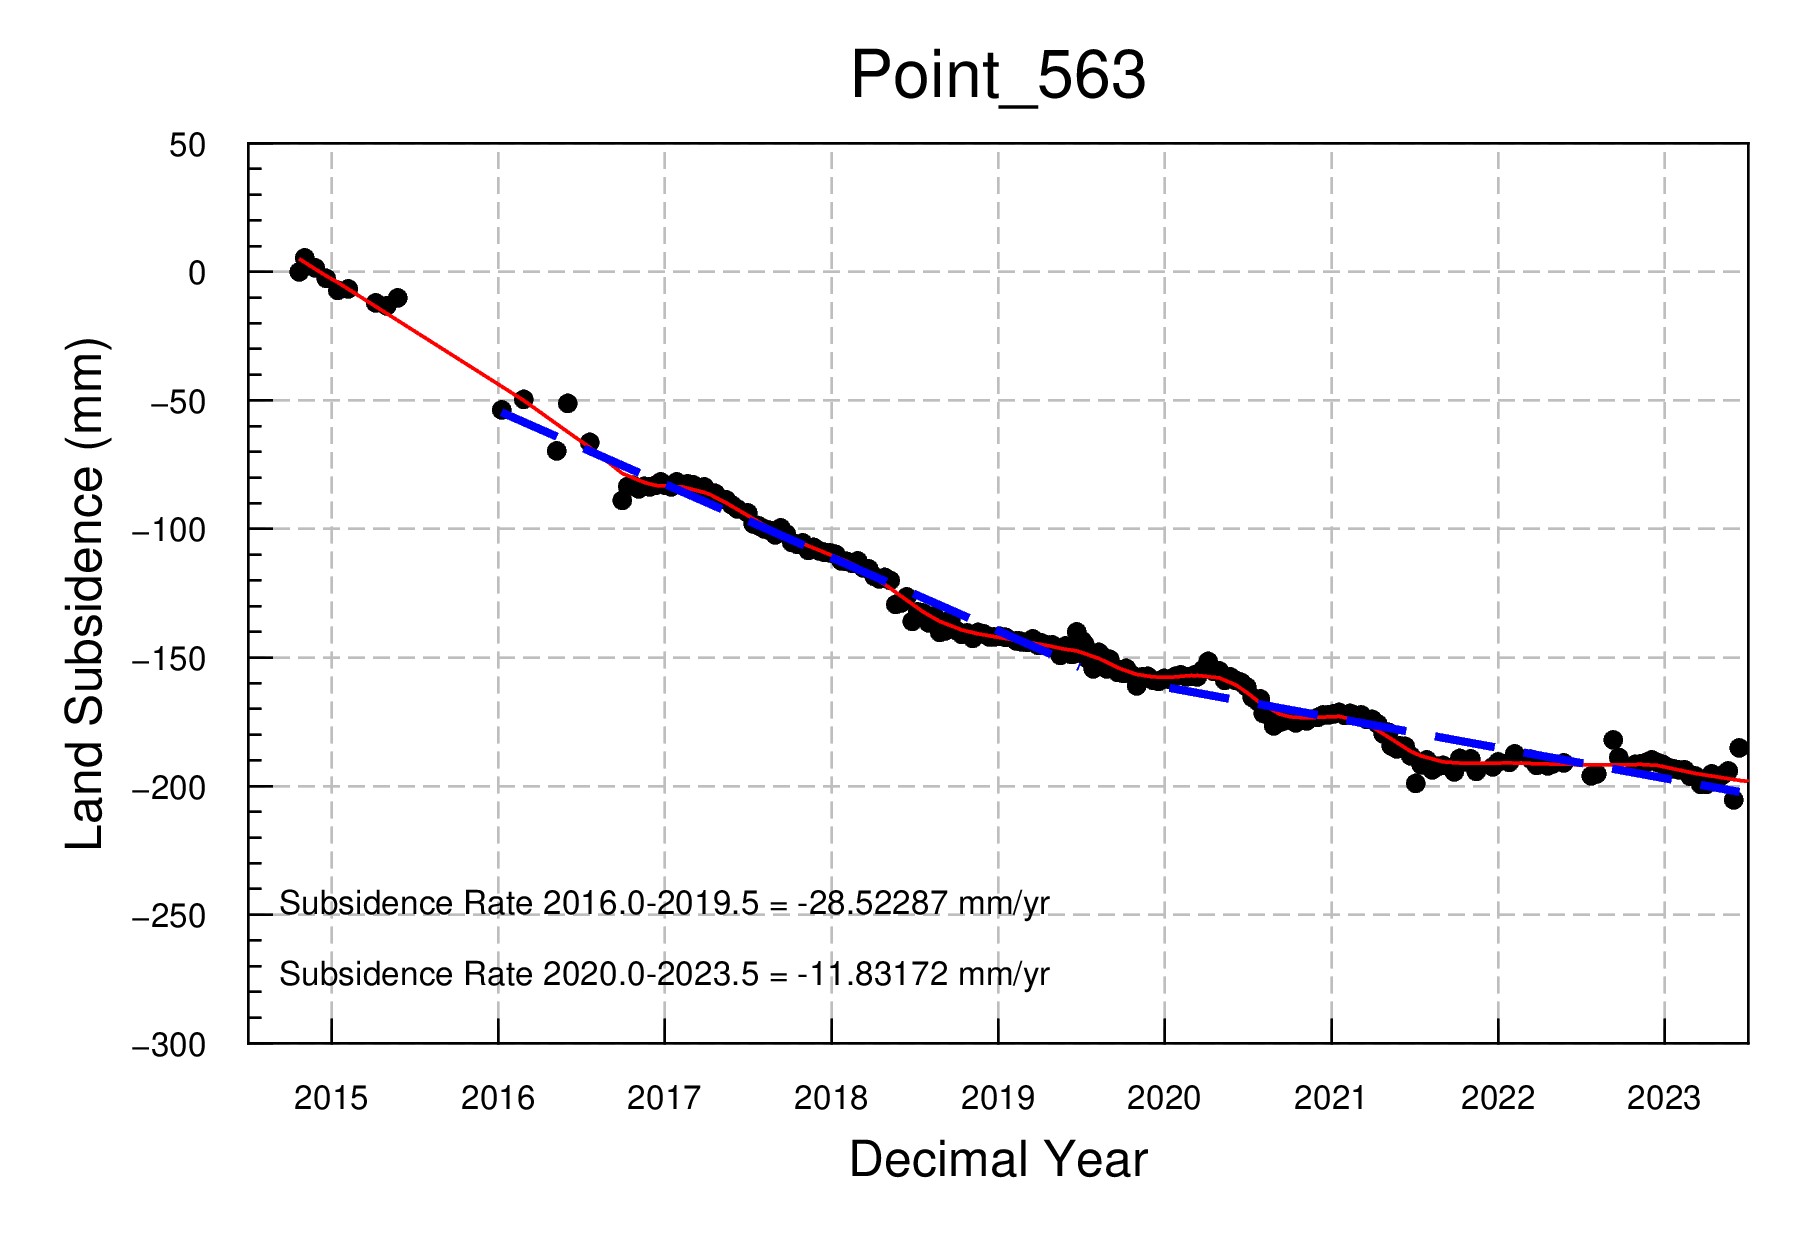 Point_563
50
0
−50
−100
−150
−200
−250
−300
Land Subsidence (mm)
Subsidence Rate 2016.0-2019.5 = -28.52287 mm/yr
Subsidence Rate 2020.0-2023.5 = -11.83172 mm/yr
2015 2016 2017 2018 2019 2020 2021 2022 2023
Decimal Year